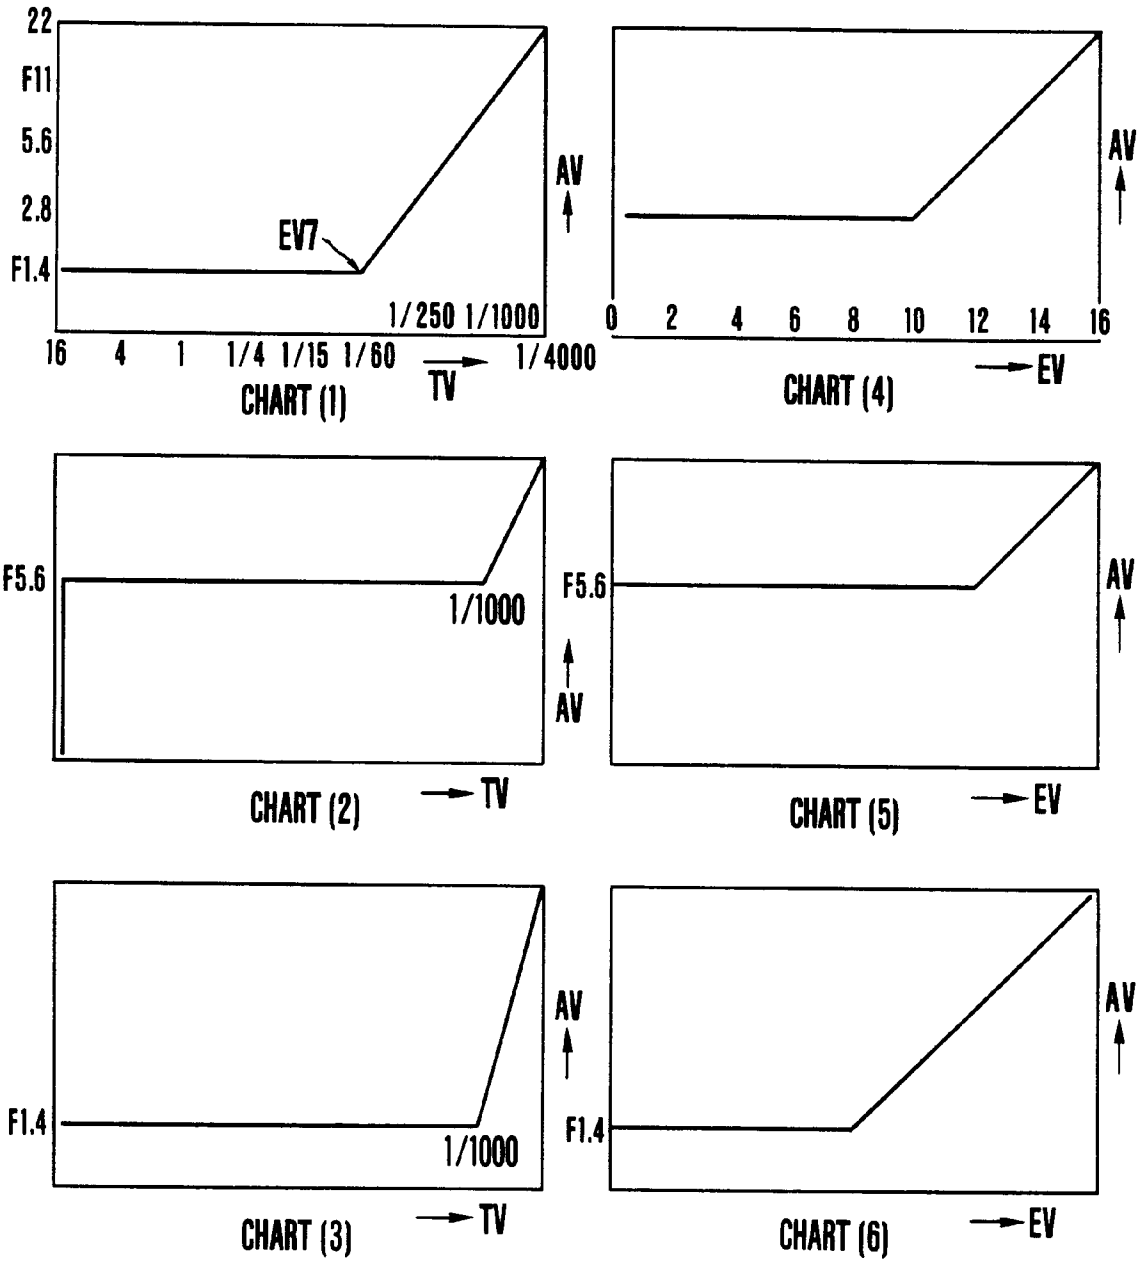 22
F11
5.6
2.8
F1.4
EV7
AV
1/250 1/1000
16 4 1 1/4 1/15 1/60 1/4000
TV
CHART (1)
AV
0 2 4 6 8 10 12 14 16
EV
CHART (4)
F5.6
1/1000
AV
TV
CHART (2)
F5.6
AV
EV
CHART (5)
F1.4
1/1000
AV
TV
CHART (3)
F1.4
AV
EV
CHART (6)